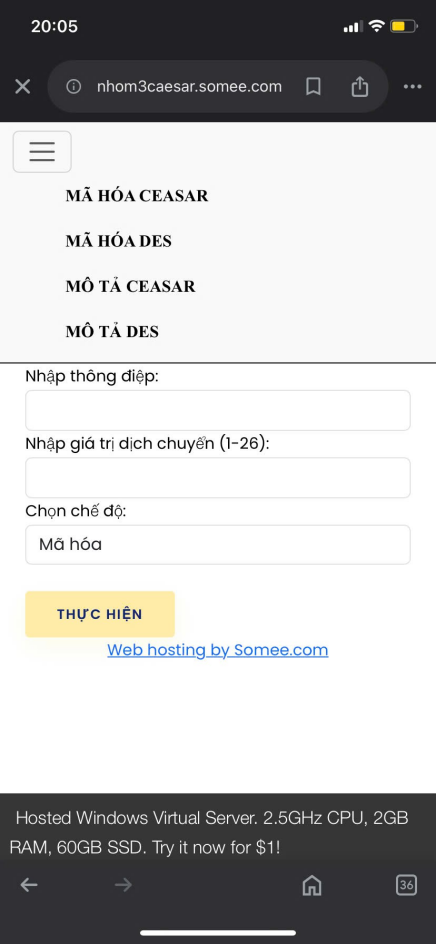 20:05
nhom3caesar.somee.com
MÃ HÓA CEASAR
MÃ HÓA DES
MÔ TẢ CEASAR
MÔ TẢ DES
Nhập thông điệp:
Nhập giá trị dịch chuyển (1-26):
Chọn chế độ:
Mã hóa
THỰC HIỆN
Web hosting by Somee.com
Hosted Windows Virtual Server. 2.5GHz CPU, 2GB
RAM, 60GB SSD. Try it now for $1!
36